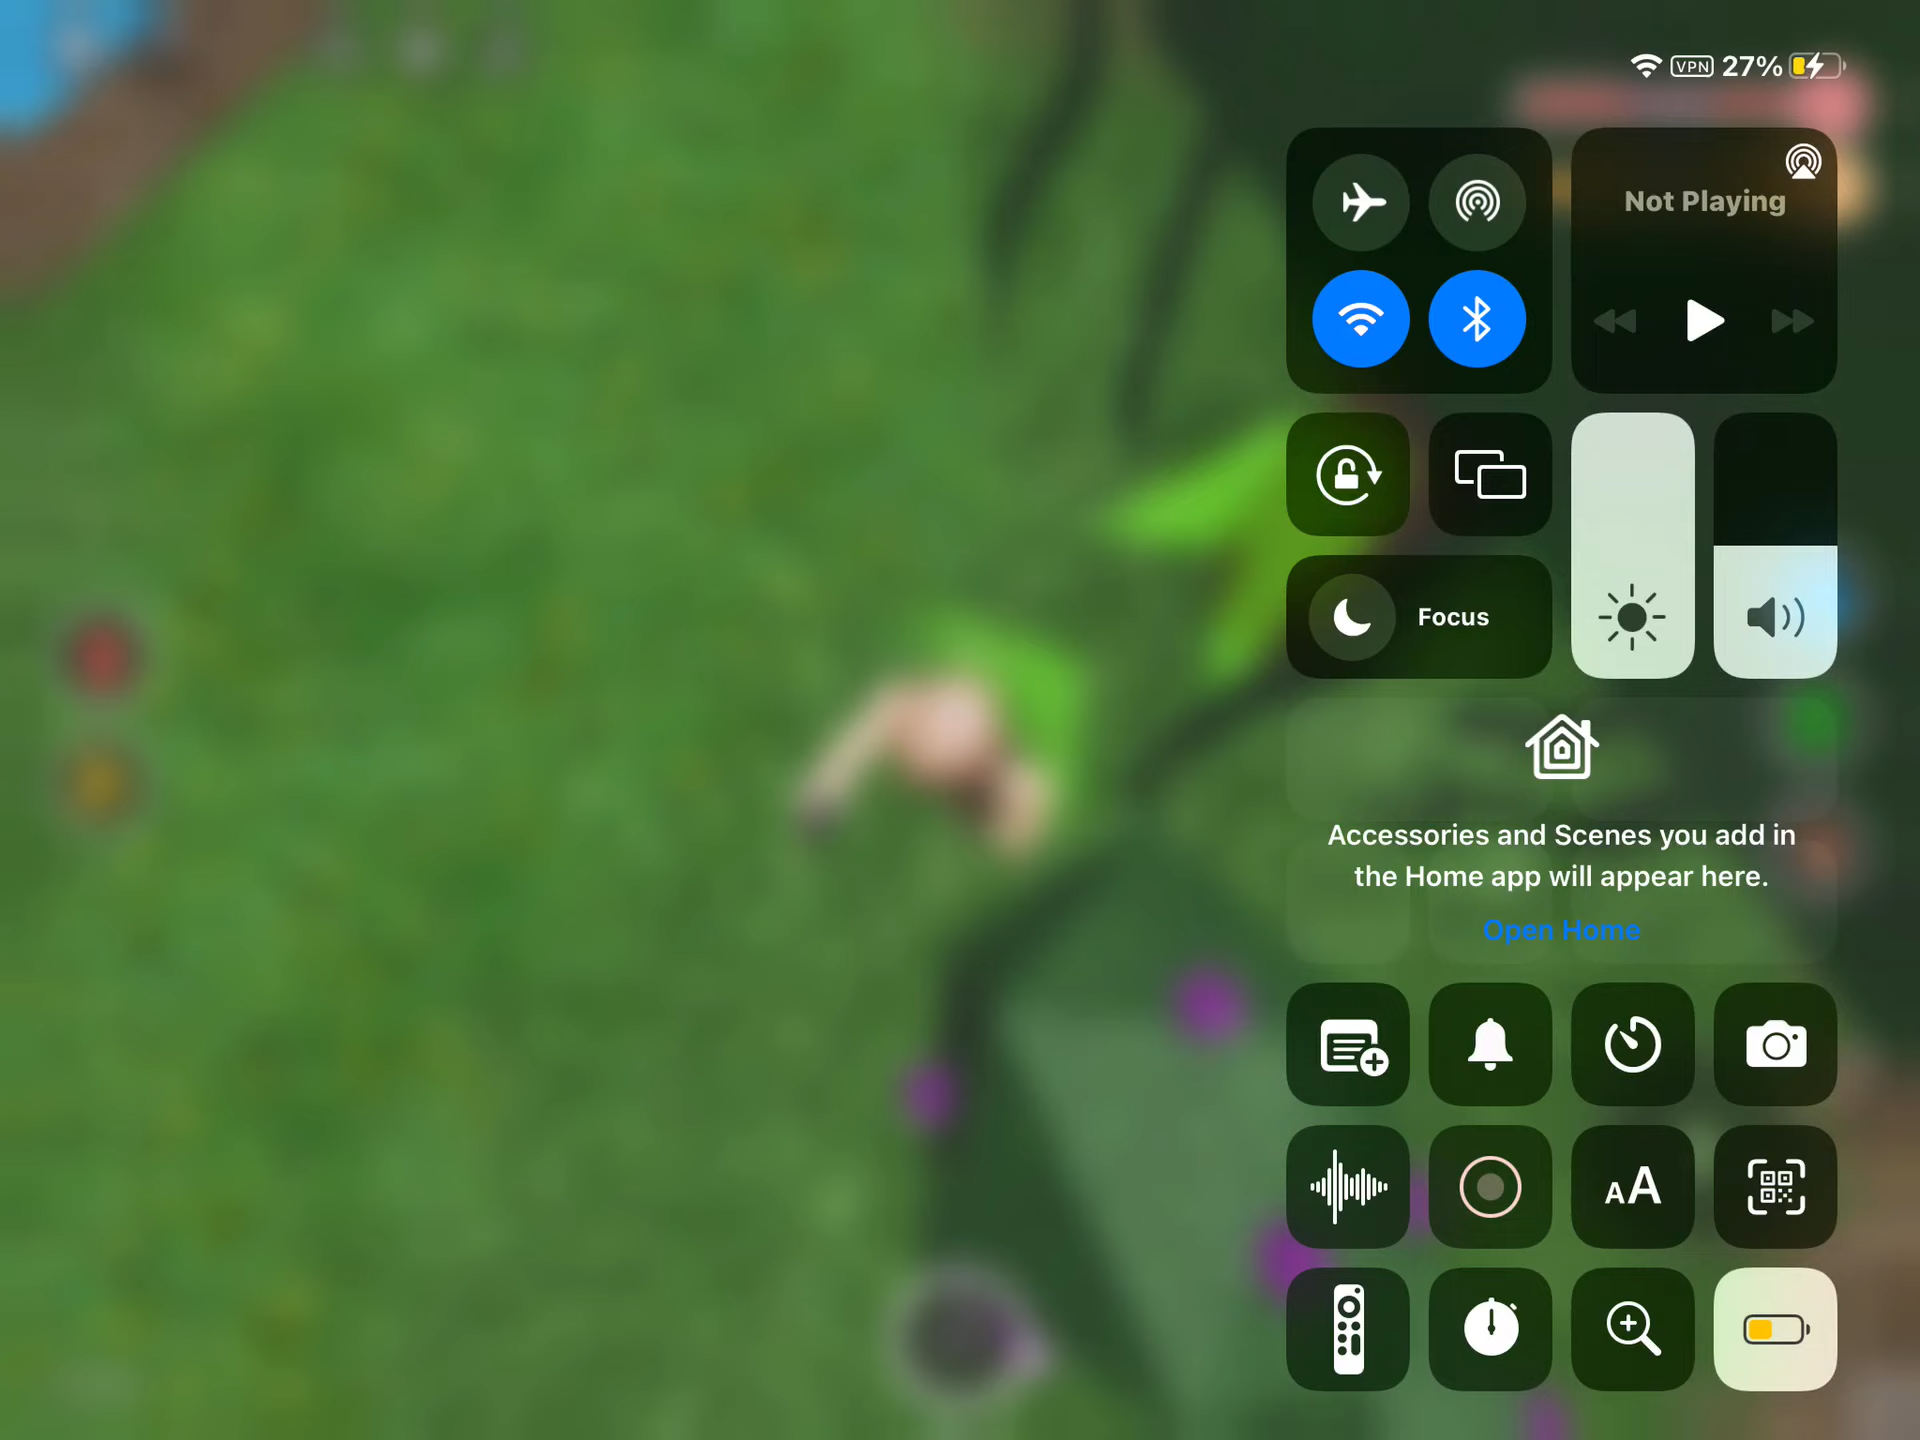 VPN 27%
Not Playing
Focus
Accessories and Scenes you add in
the Home app will appear here.
Open Home
AA